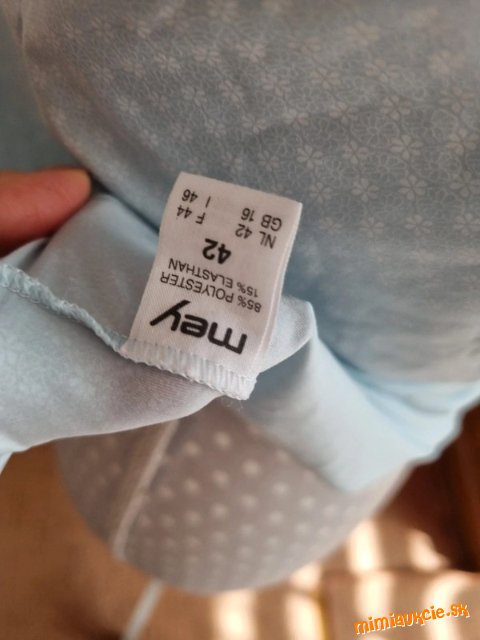 mey
85% POLYESTER
15% ELASTHAN
42
NL 42 F 44
GB 16 I 46
mimiaukcie.sk